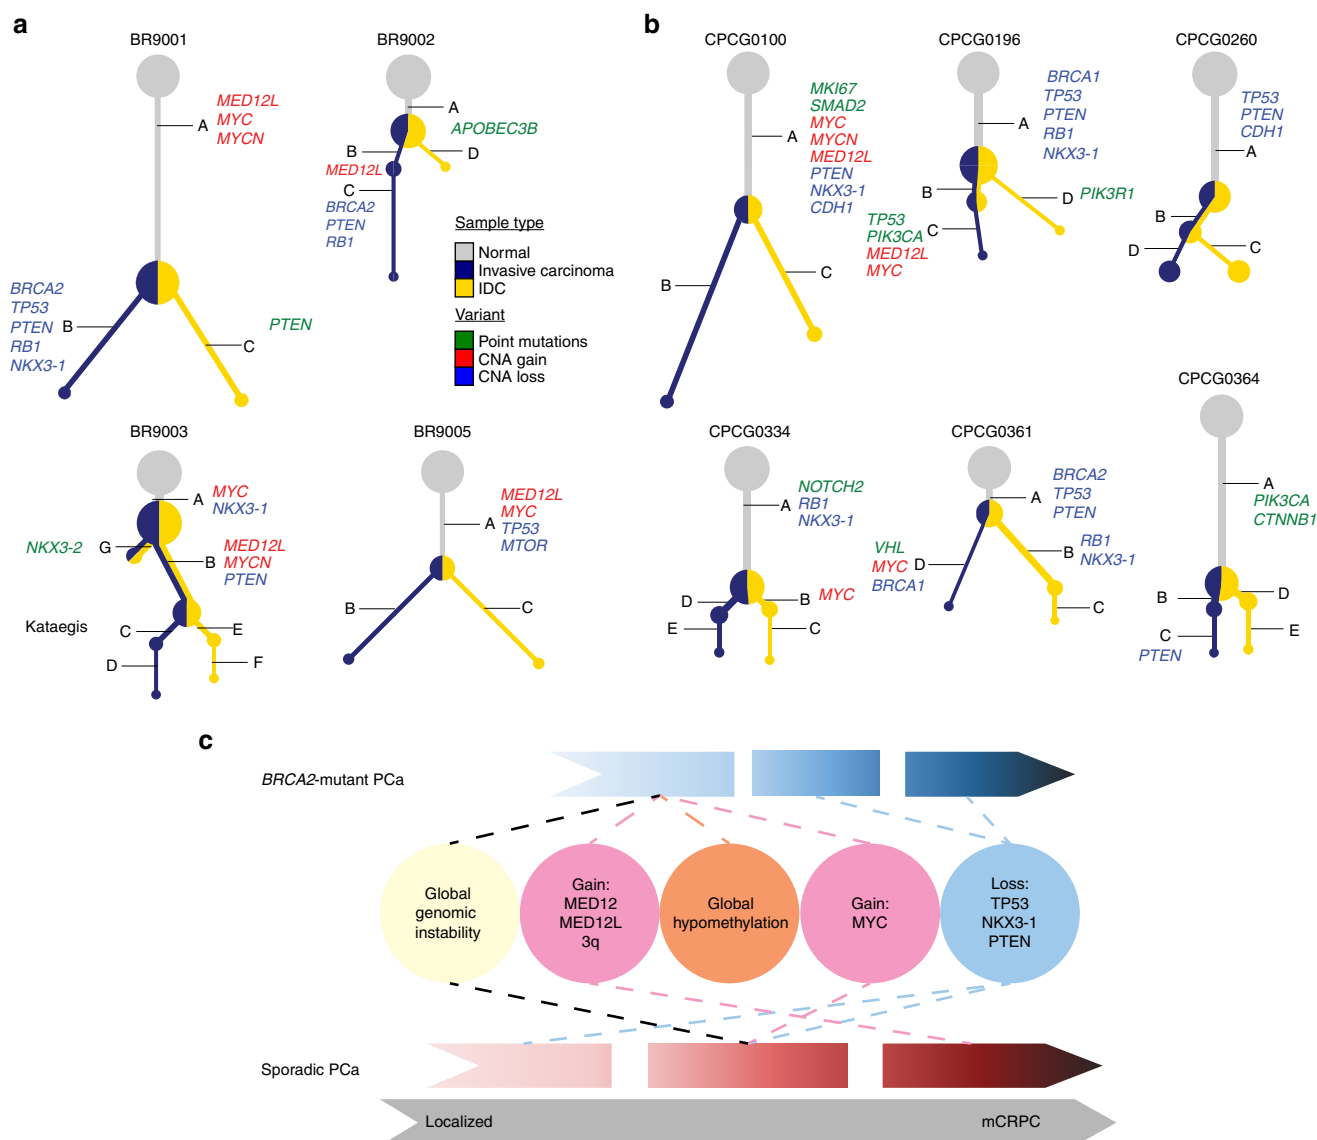 a
BR9001
A
MED12L
MYC
MYCN
BRCA2
TP53
PTEN
RB1
NKX3-1
B
C
PTEN
BR9002
A
APOBEC3B
B
D
MED12L
C
BRCA2
PTEN
RB1
Sample type
Normal
Invasive carcinoma
IDC
Variant
Point mutations
CNA gain
CNA loss
BR9003
A
MYC
NKX3-1
NKX3-2
G
B
MED12L
MYCN
PTEN
Kataegis
C
E
D
F
BR9005
A
MED12L
MYC
TP53
MTOR
B
C
b
CPCG0100
A
MKI67
SMAD2
MYC
MYCN
MED12L
PTEN
NKX3-1
CDH1
B
C
CPCG0196
A
BRCA1
TP53
PTEN
RB1
NKX3-1
B
D
PIK3R1
C
TP53
PIK3CA
MED12L
MYC
CPCG0260
TP53
PTEN
CDH1
A
B
D
C
CPCG0334
A
NOTCH2
RB1
NKX3-1
D
B
MYC
E
C
CPCG0361
A
BRCA2
TP53
PTEN
B
RB1
NKX3-1
D
VHL
MYC
BRCA1
C
CPCG0364
A
PIK3CA
CTNNB1
B
D
C
E
PTEN
c
BRCA2-mutant PCa
Global
genomic
instability
Gain:
MED12
MED12L
3q
Global
hypomethylation
Gain:
MYC
Loss:
TP53
NKX3-1
PTEN
Sporadic PCa
Localized
mCRPC